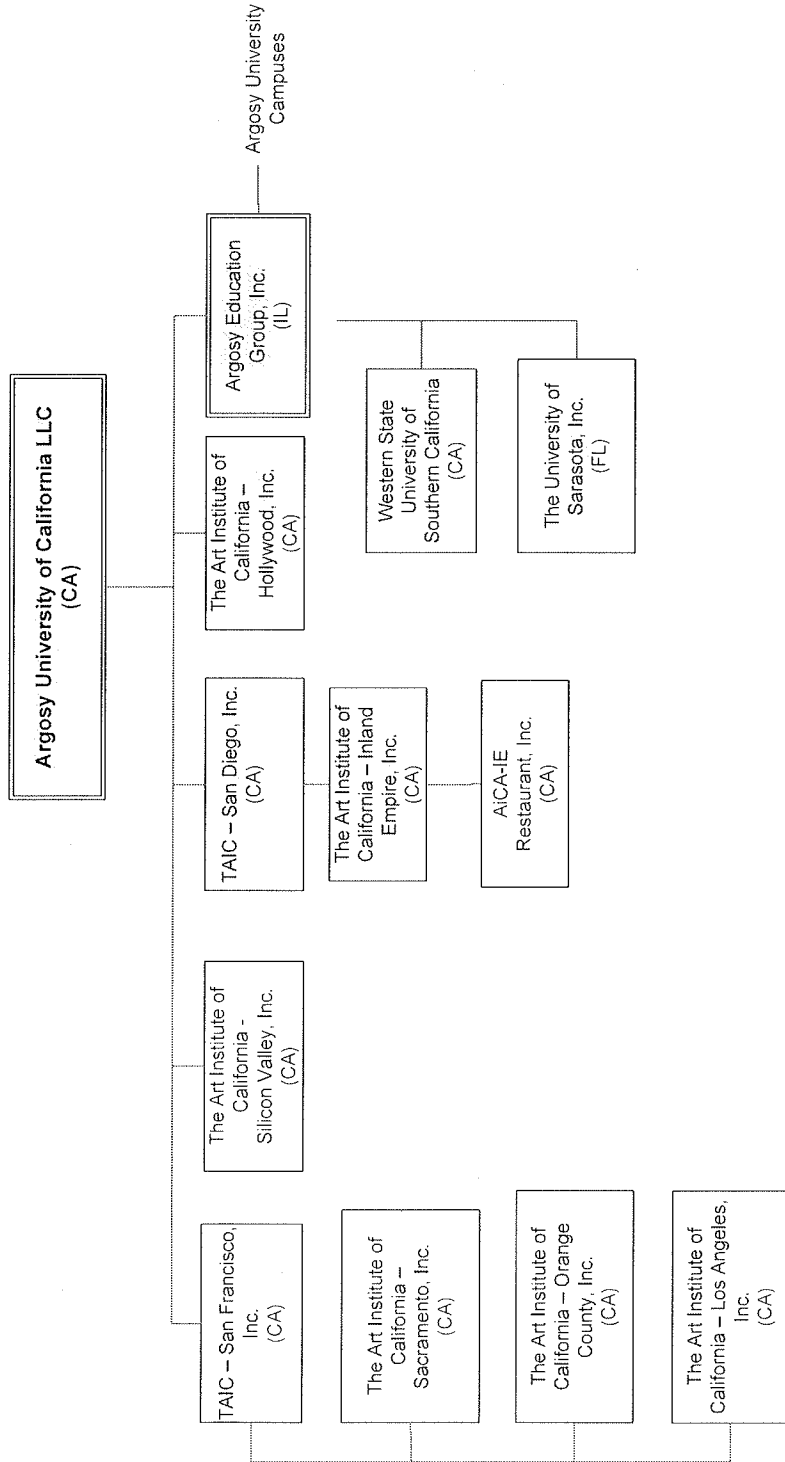 Argosy University of California LLC
(CA)
TAIC – San Francisco,
Inc.
(CA)
The Art Institute of
California –
Sacramento, Inc.
(CA)
The Art Institute of
California – Orange
County, Inc.
(CA)
The Art Institute of
California – Los Angeles,
Inc.
(CA)
The Art Institute of
California -
Silicon Valley, Inc.
(CA)
TAIC – San Diego, Inc.
(CA)
The Art Institute of
California – Inland
Empire, Inc.
(CA)
AiCA-IE
Restaurant, Inc.
(CA)
The Art Institute of
California –
Hollywood, Inc.
(CA)
Argosy Education
Group, Inc.
(IL)
Western State
University of
Southern California
(CA)
The University of
Sarasota, Inc.
(FL)
Argosy University
Campuses